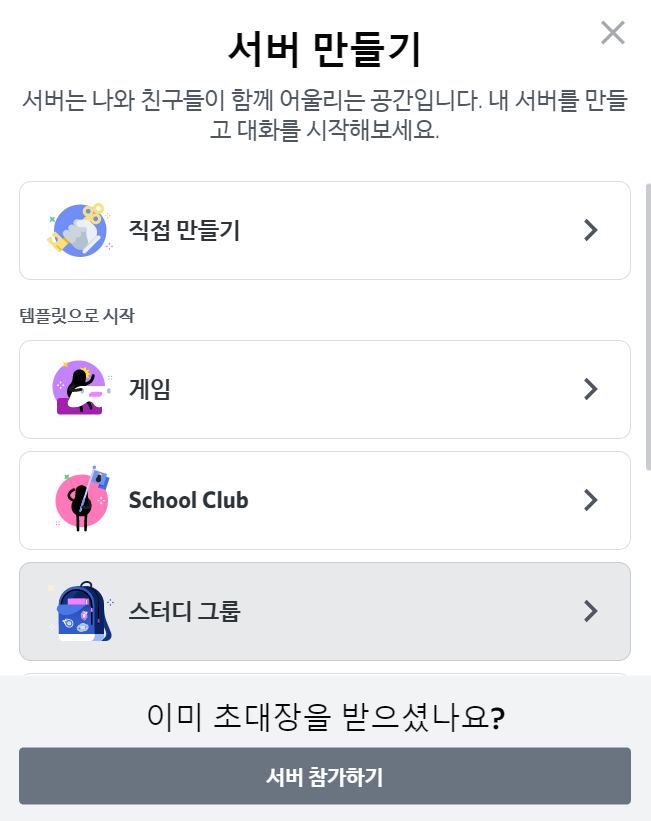 서버 만들기
서버는 나와 친구들이 함께 어울리는 공간입니다. 내 서버를 만들
고 대화를 시작해보세요.
직접 만들기
템플릿으로 시작
게임
School Club
스터디 그룹
이미 초대장을 받으셨나요?
서버 참가하기